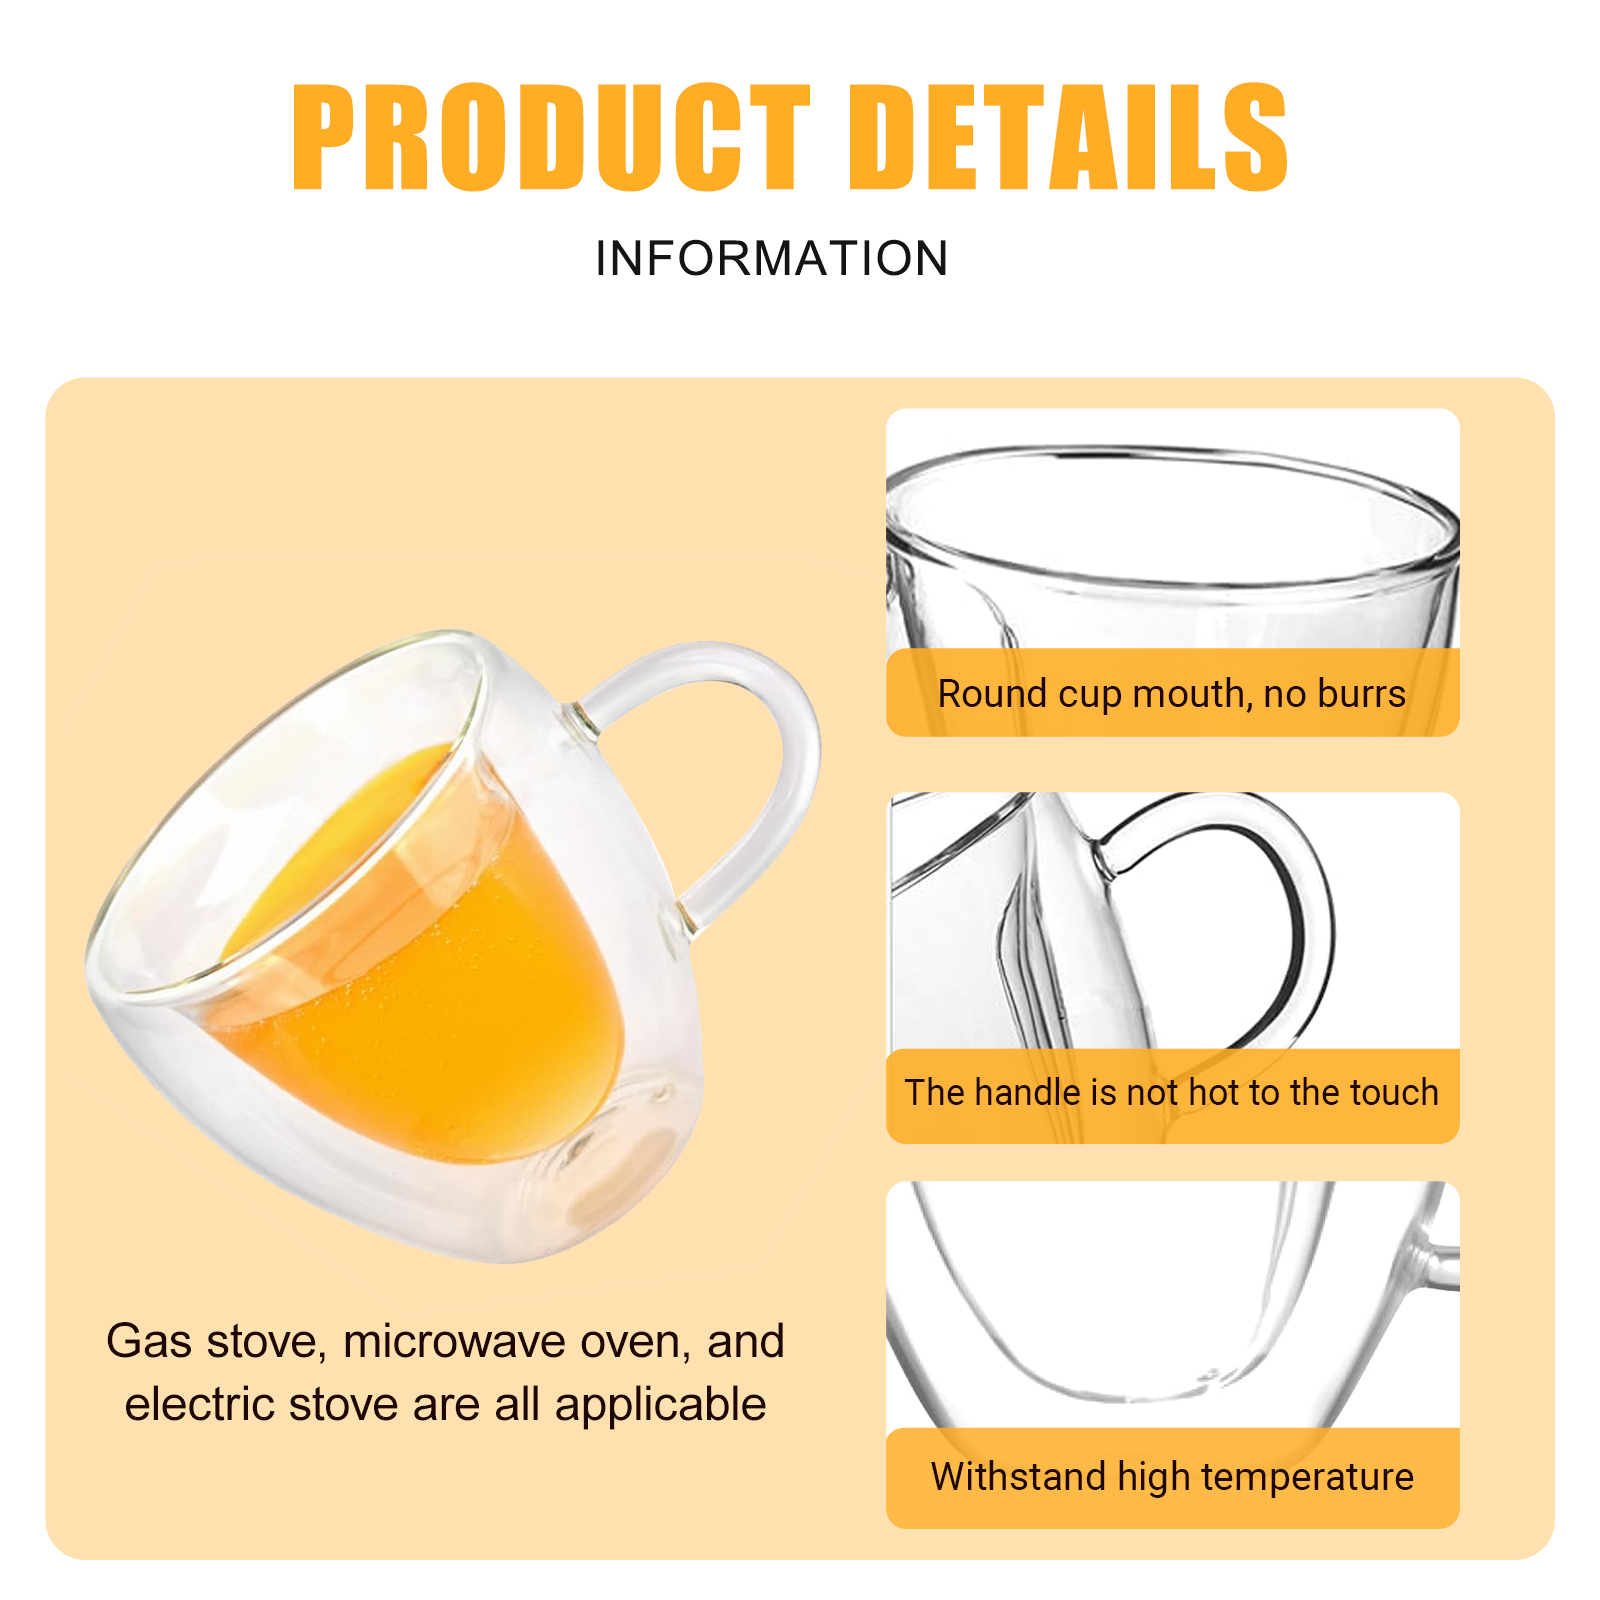 PRODUCT DETAILS
INFORMATION
Round cup mouth, no burrs
The handle is not hot to the touch
Gas stove, microwave oven, and
electric stove are all applicable
Withstand high temperature